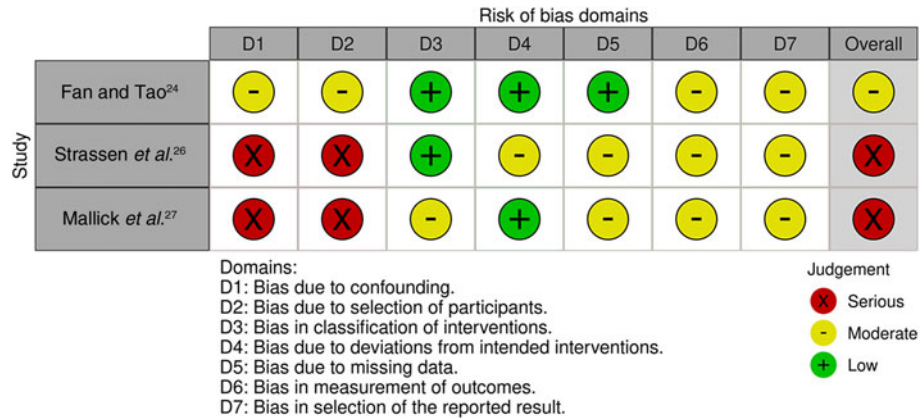 Risk of bias domains
D1 D2 D3 D4 D5 D6 D7 Overall
Study
Fan and Tao²⁴ - - + + + - - -
Strassen et al.²⁶ X X + - - - - X
Mallick et al.²⁷ X X - + - - - X
Domains:
D1: Bias due to confounding.
D2: Bias due to selection of participants.
D3: Bias in classification of interventions.
D4: Bias due to deviations from intended interventions.
D5: Bias due to missing data.
D6: Bias in measurement of outcomes.
D7: Bias in selection of the reported result.
Judgement
X Serious
- Moderate
+ Low